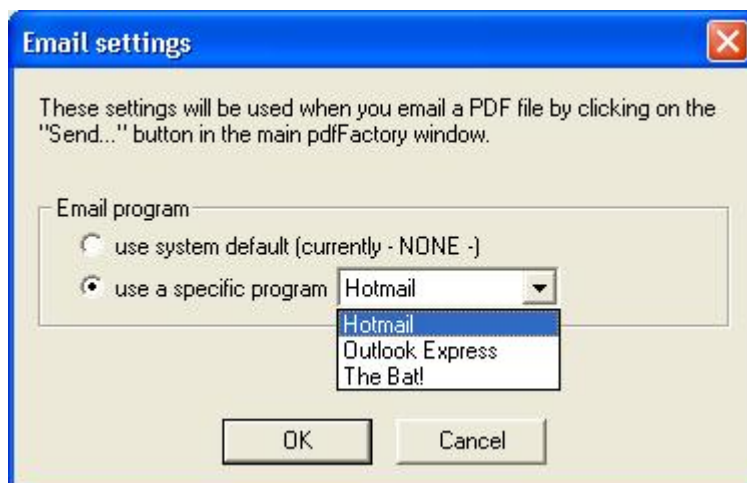 Email settings
These settings will be used when you email a PDF file by clicking on the
"Send..." button in the main pdfFactory window.
Email program
use system default (currently - NONE -)
use a specific program Hotmail
Hotmail
Outlook Express
The Bat!
OK Cancel